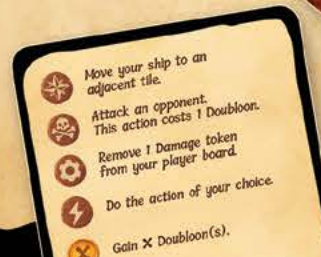 Move your ship to an
adjacent tile.
Attack an opponent.
This action costs 1 Doubloon.
Remove 1 Damage token
from your player board.
Do the action of your choice.
Gain X Doubloon(s).